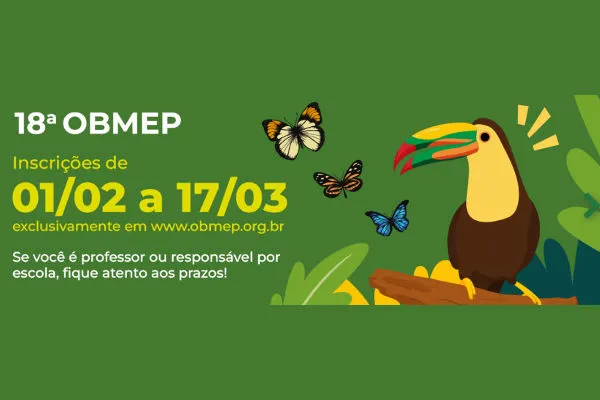 18ª OBMEP
Inscrições de
01/02 a 17/03
exclusivamente em www.obmep.org.br
Se você é professor ou responsável por
escola, fique atento aos prazos!